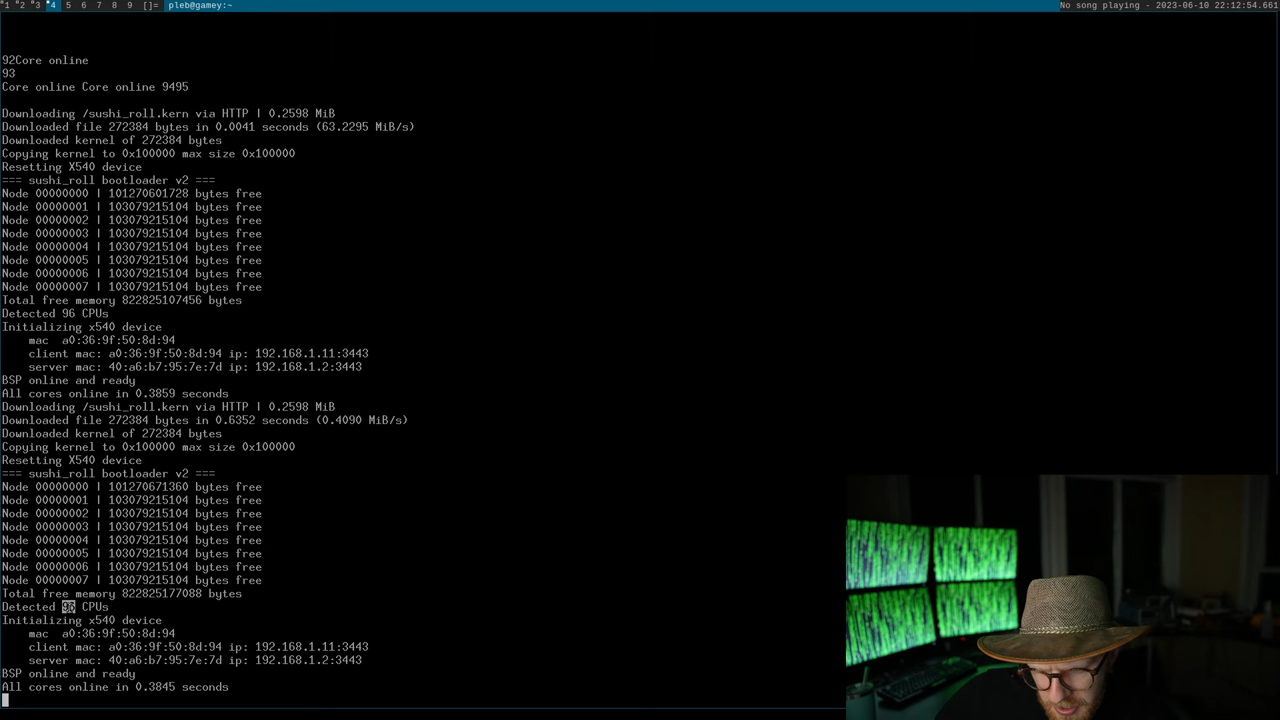 1 2 3 4 5 6 7 8 9 []= pleb@gamey:~
No song playing - 2023-06-10 22:12:54.661
92Core online
93
Core online Core online 9495
Downloading /sushi_roll.kern via HTTP | 0.2598 MiB
Downloaded file 272384 bytes in 0.0041 seconds (63.2295 MiB/s)
Downloaded kernel of 272384 bytes
Copying kernel to 0x100000 max size 0x100000
Resetting X540 device
=== sushi_roll bootloader v2 ===
Node 00000000 | 101270601728 bytes free
Node 00000001 | 103079215104 bytes free
Node 00000002 | 103079215104 bytes free
Node 00000003 | 103079215104 bytes free
Node 00000004 | 103079215104 bytes free
Node 00000005 | 103079215104 bytes free
Node 00000006 | 103079215104 bytes free
Node 00000007 | 103079215104 bytes free
Total free memory 822825107456 bytes
Detected 96 CPUs
Initializing x540 device
mac  a0:36:9f:50:8d:94
client mac: a0:36:9f:50:8d:94 ip: 192.168.1.11:3443
server mac: 40:a6:b7:95:7e:7d ip: 192.168.1.2:3443
BSP online and ready
All cores online in 0.3859 seconds
Downloading /sushi_roll.kern via HTTP | 0.2598 MiB
Downloaded file 272384 bytes in 0.6352 seconds (0.4090 MiB/s)
Downloaded kernel of 272384 bytes
Copying kernel to 0x100000 max size 0x100000
Resetting X540 device
=== sushi_roll bootloader v2 ===
Node 00000000 | 101270671360 bytes free
Node 00000001 | 103079215104 bytes free
Node 00000002 | 103079215104 bytes free
Node 00000003 | 103079215104 bytes free
Node 00000004 | 103079215104 bytes free
Node 00000005 | 103079215104 bytes free
Node 00000006 | 103079215104 bytes free
Node 00000007 | 103079215104 bytes free
Total free memory 822825177088 bytes
Detected 96 CPUs
Initializing x540 device
mac  a0:36:9f:50:8d:94
client mac: a0:36:9f:50:8d:94 ip: 192.168.1.11:3443
server mac: 40:a6:b7:95:7e:7d ip: 192.168.1.2:3443
BSP online and ready
All cores online in 0.3845 seconds